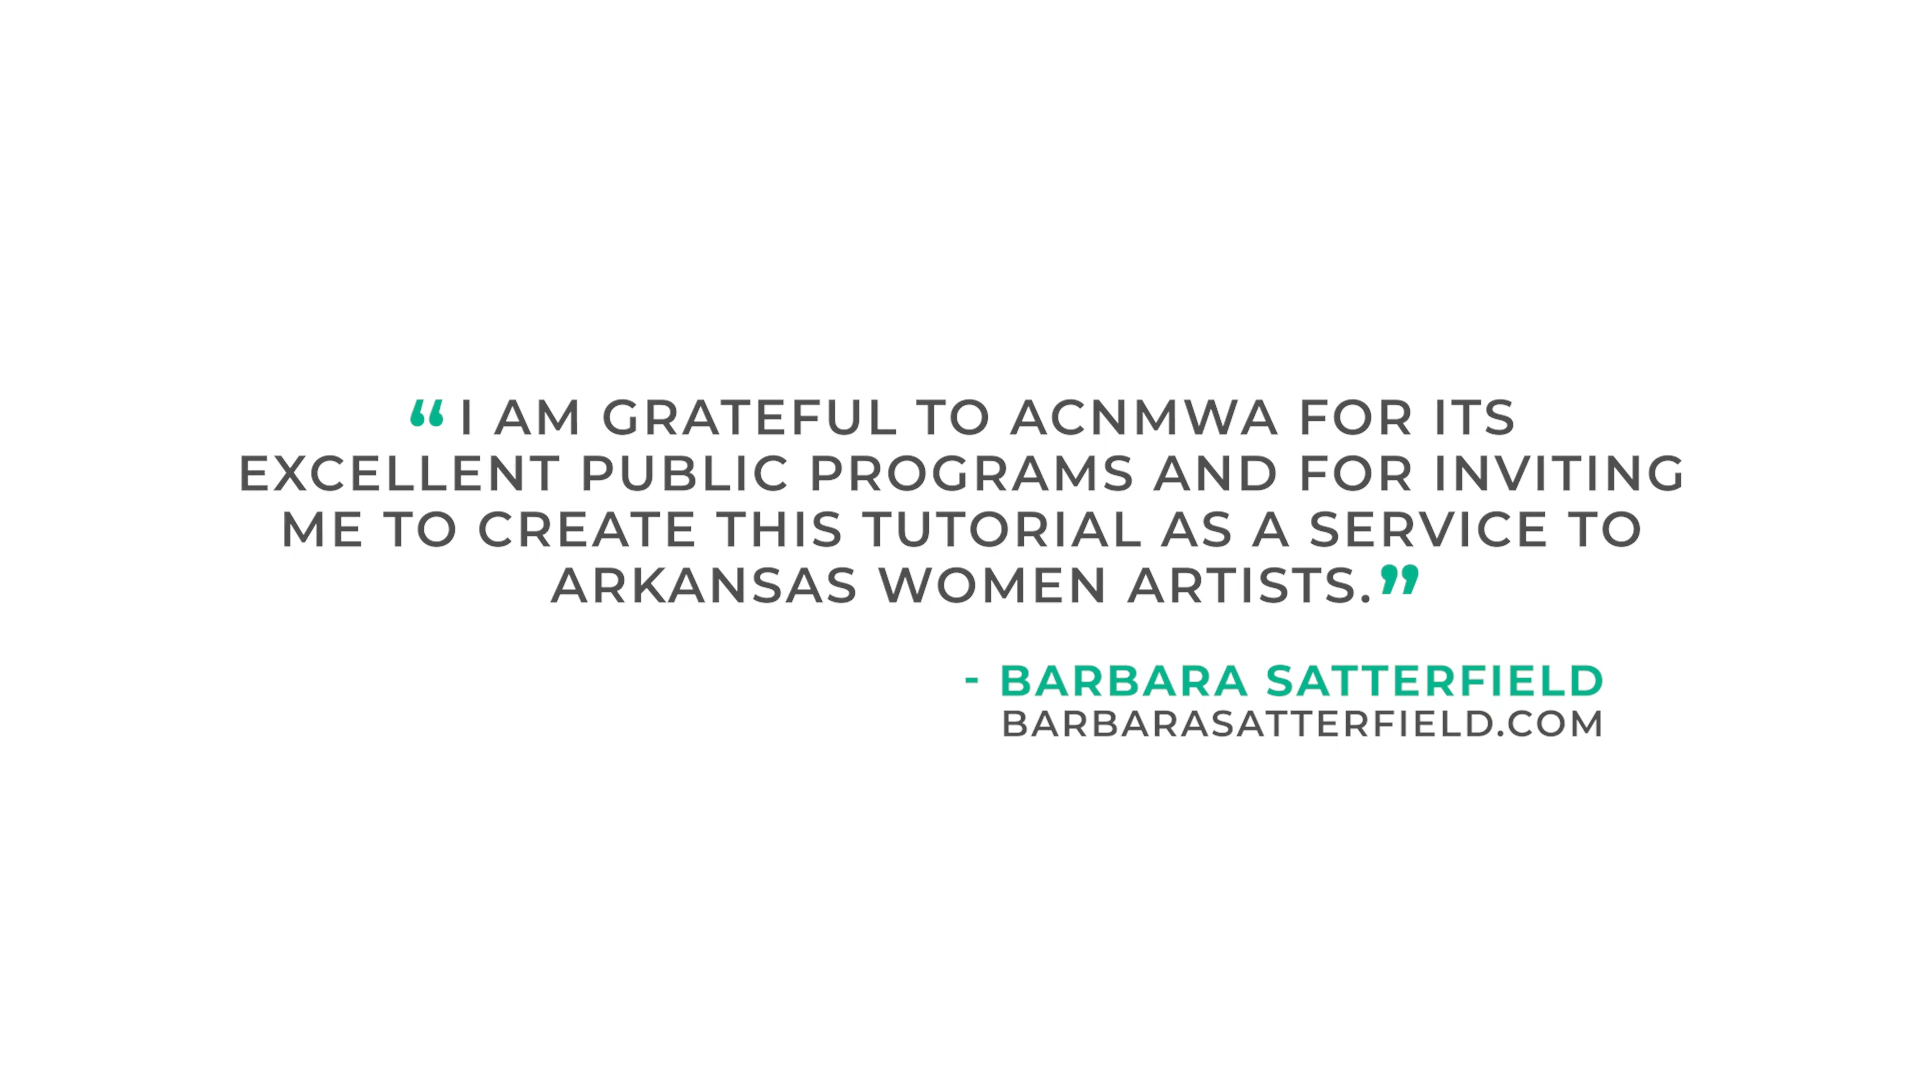 “I AM GRATEFUL TO ACNMWA FOR ITS
EXCELLENT PUBLIC PROGRAMS AND FOR INVITING
ME TO CREATE THIS TUTORIAL AS A SERVICE TO
ARKANSAS WOMEN ARTISTS.”
- BARBARA SATTERFIELD
BARBARASATTERFIELD.COM